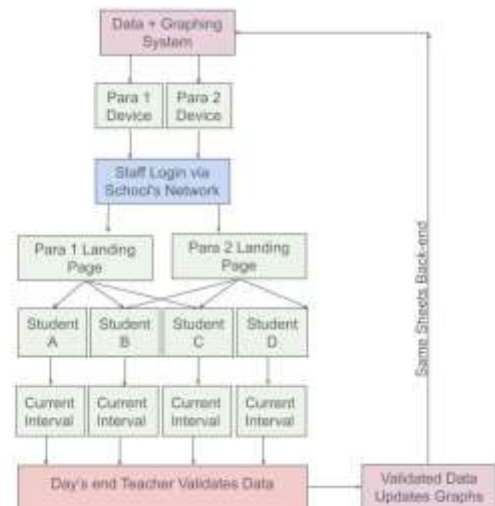 Data + Graphing
System
Para 1
Device
Para 2
Device
Staff Login via
School's Network
Para 1 Landing
Page
Para 2 Landing
Page
Student
A
Student
B
Student
C
Student
D
Current
Interval
Current
Interval
Current
Interval
Current
Interval
Day's end Teacher Validates Data
Validated Data
Updates Graphs
Same Sheets Back-end